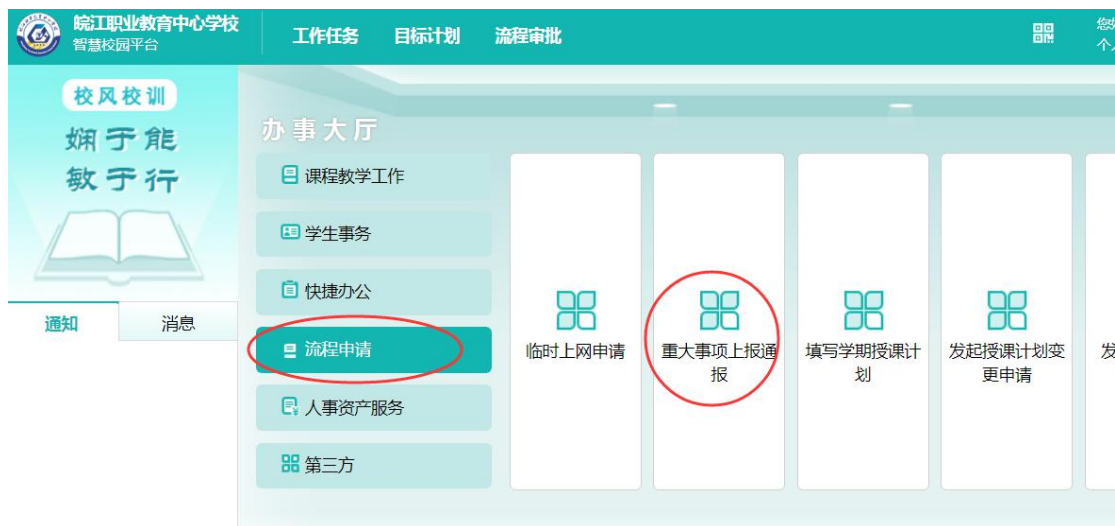 皖江职业教育中心学校
智慧校园平台
工作任务 目标计划 流程审批
校风校训
娴于能
敏于行
通知 消息
办事大厅
课程教学工作
学生事务
快捷办公
流程申请
人事资产服务
第三方
临时上网申请
重大事项上报通
报
填写学期授课计
划
发起授课计划变
更申请
发
个